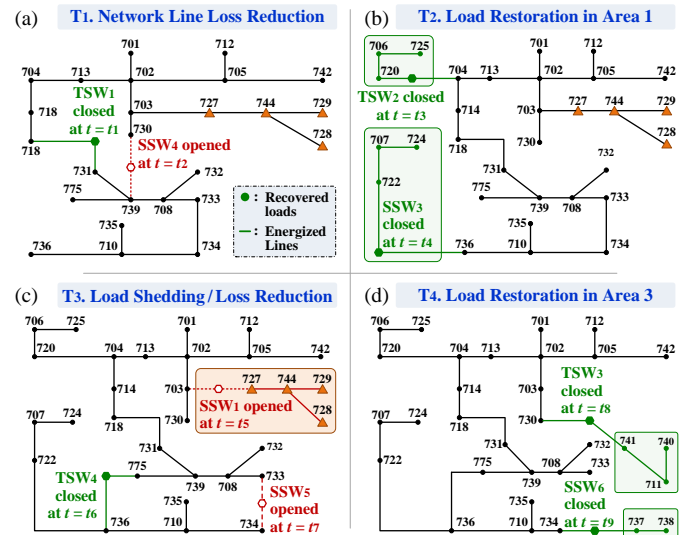 (a) T1. Network Line Loss Reduction
701 712
704 713 702 705 742
TSW1
closed
at t = t1
718
703 727 744 729
730
728
SSW4 opened
at t = t2
718
731 732
775 739 708 733
735
736 710 734
: Recovered
loads
: Energized
Lines
(b) T2. Load Restoration in Area 1
706 725
720
701 712
704 713 702 705 742
TSW2 closed
at t = t3
714
703 727 744 729
728
718 730
707 724
722
732
731
775 739 708 733
SSW3
closed
at t = t4
735
736 710 734
(c) T3. Load Shedding/Loss Reduction
706 725
701 712
720 704 713 702 705 742
714
703 727 744 729
728
SSW1 opened
at t = t5
707 724
718 730
722
731 732
TSW4
closed
at t = t6
775 739 708 733
SSW5
opened
at t = t7
735
736 710 734
(d) T4. Load Restoration in Area 3
706 725
701 712
720 704 713 702 705 742
TSW3
closed
at t = t8
714 703
707 724
718 730
722
731 732
741 740
711
775 739 708 733
SSW6
closed
at t = t9
735
736 710 734 737 738